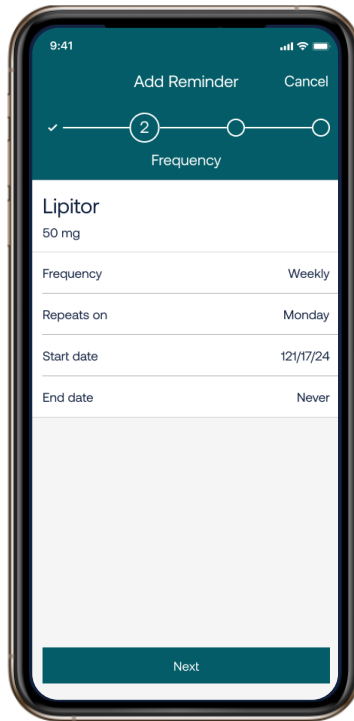 9:41
Add Reminder Cancel
2
Frequency
Lipitor
50 mg
Frequency Weekly
Repeats on Monday
Start date 121/17/24
End date Never
Next